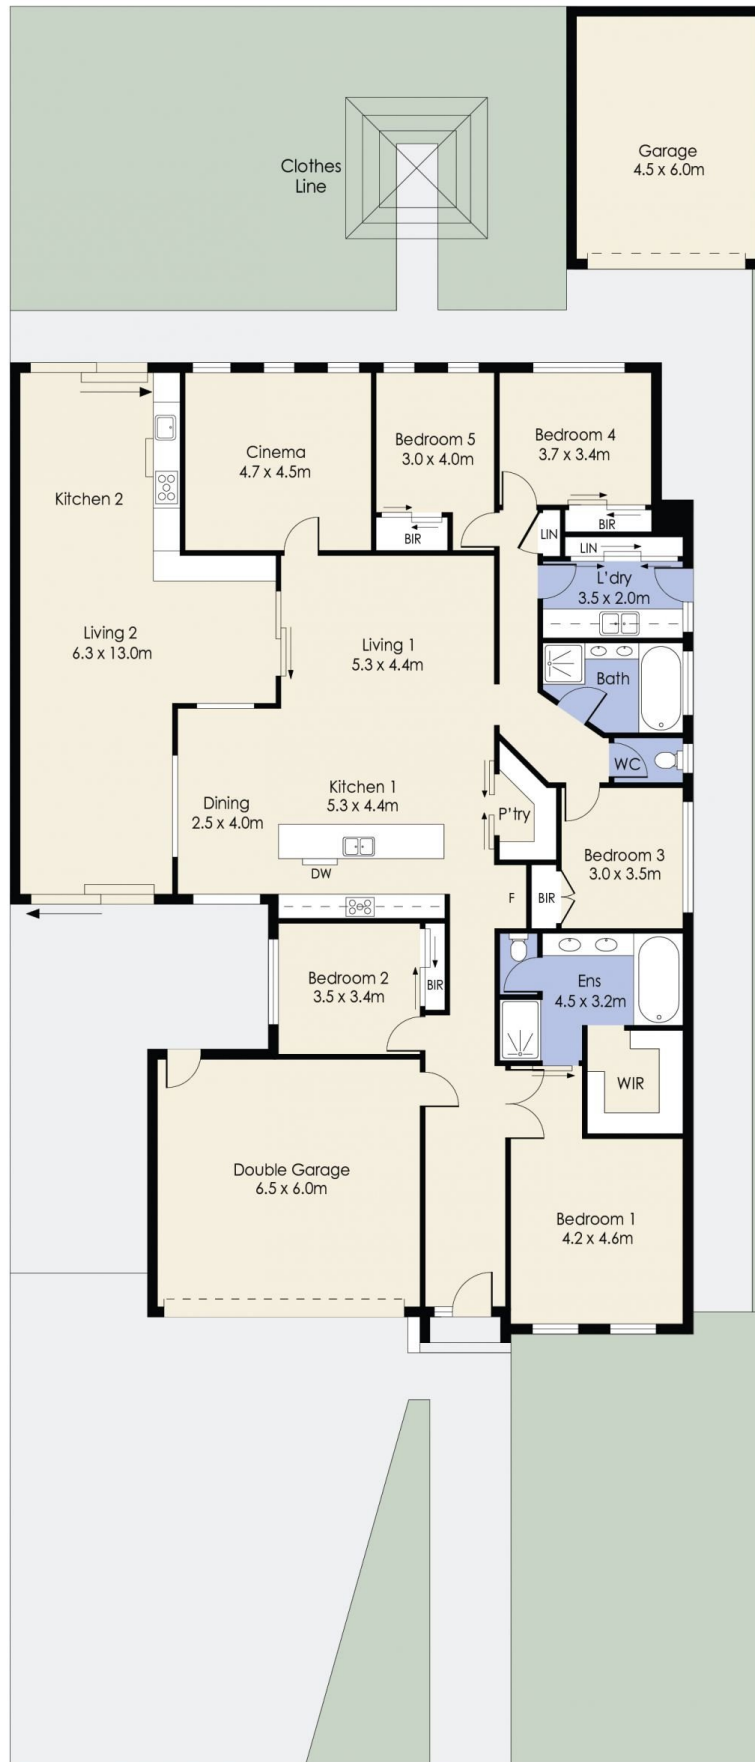 Garage
4.5 x 6.0m
Clothes
Line
Cinema
4.7 x 4.5m
Bedroom 5
3.0 x 4.0m
Bedroom 4
3.7 x 3.4m
Kitchen 2
BIR
BIR
LIN
LIN
L'dry
3.5 x 2.0m
Living 2
6.3 x 13.0m
Living 1
5.3 x 4.4m
Bath
WC
Kitchen 1
5.3 x 4.4m
Dining
2.5 x 4.0m
P'try
DW
Bedroom 3
3.0 x 3.5m
F
BIR
Bedroom 2
3.5 x 3.4m
BIR
Ens
4.5 x 3.2m
WIR
Double Garage
6.5 x 6.0m
Bedroom 1
4.2 x 4.6m